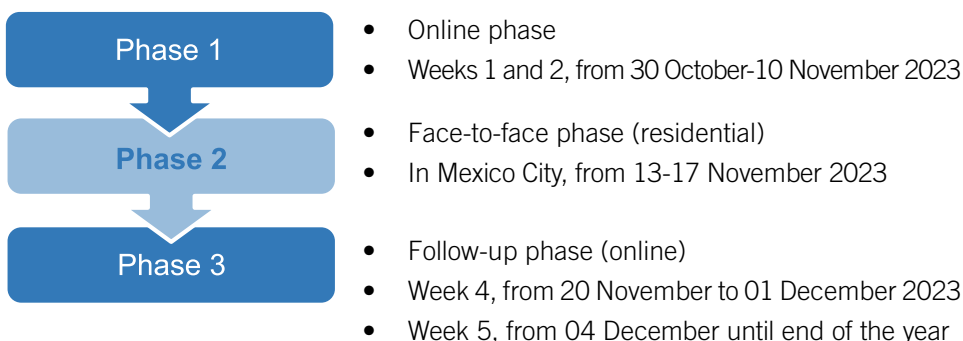 Phase 1
• Online phase
• Weeks 1 and 2, from 30 October-10 November 2023
Phase 2
• Face-to-face phase (residential)
• In Mexico City, from 13-17 November 2023
Phase 3
• Follow-up phase (online)
• Week 4, from 20 November to 01 December 2023
• Week 5, from 04 December until end of the year